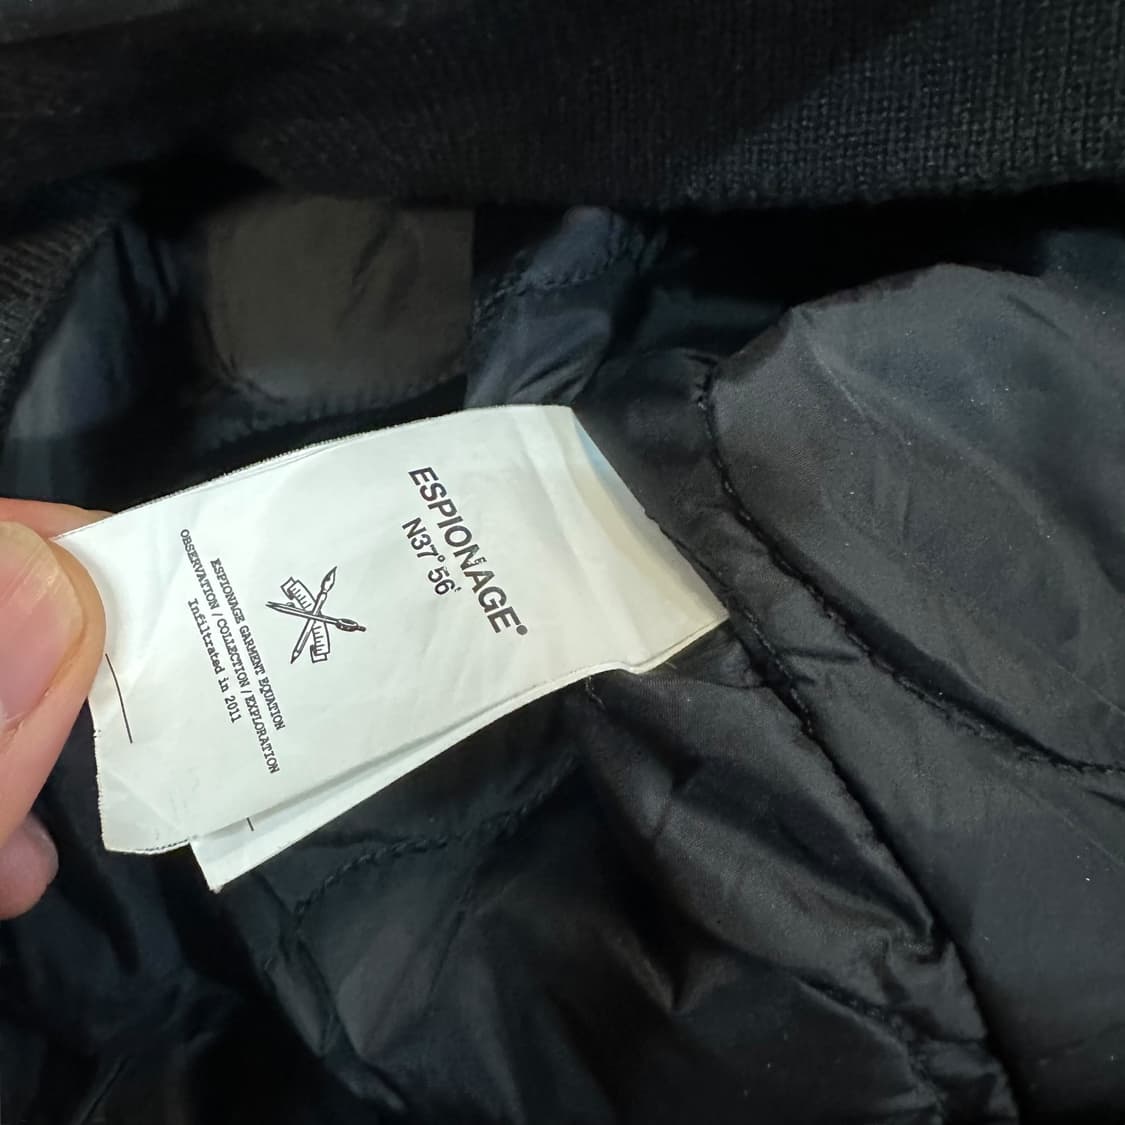 ESPIONAGE®
N37° 56'
ESPIONAGE GARMENT EQUATION
OBSERVATION / COLLECTION / EXPLORATION
Infiltrated in 2011